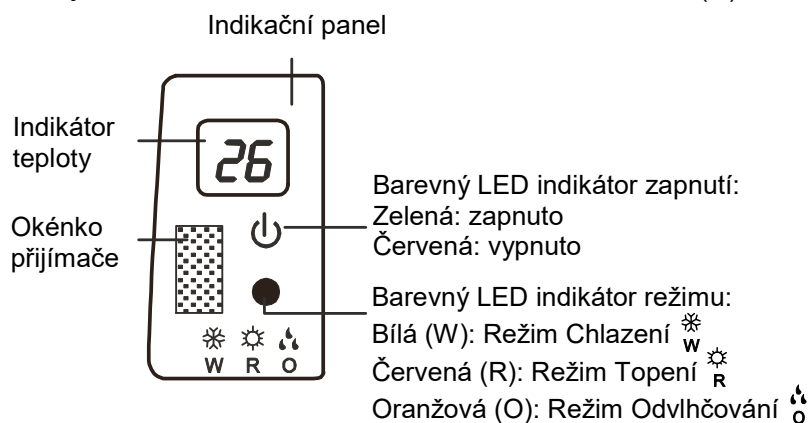 Indikační panel
Indikátor
teploty
26
Okénko
přijímače
Barevný LED indikátor zapnutí:
Zelená: zapnuto
Červená: vypnuto
Barevný LED indikátor režimu:
Bílá (W): Režim Chlazení W
Červená (R): Režim Topení R
Oranžová (O): Režim Odvlhčování O
W R O